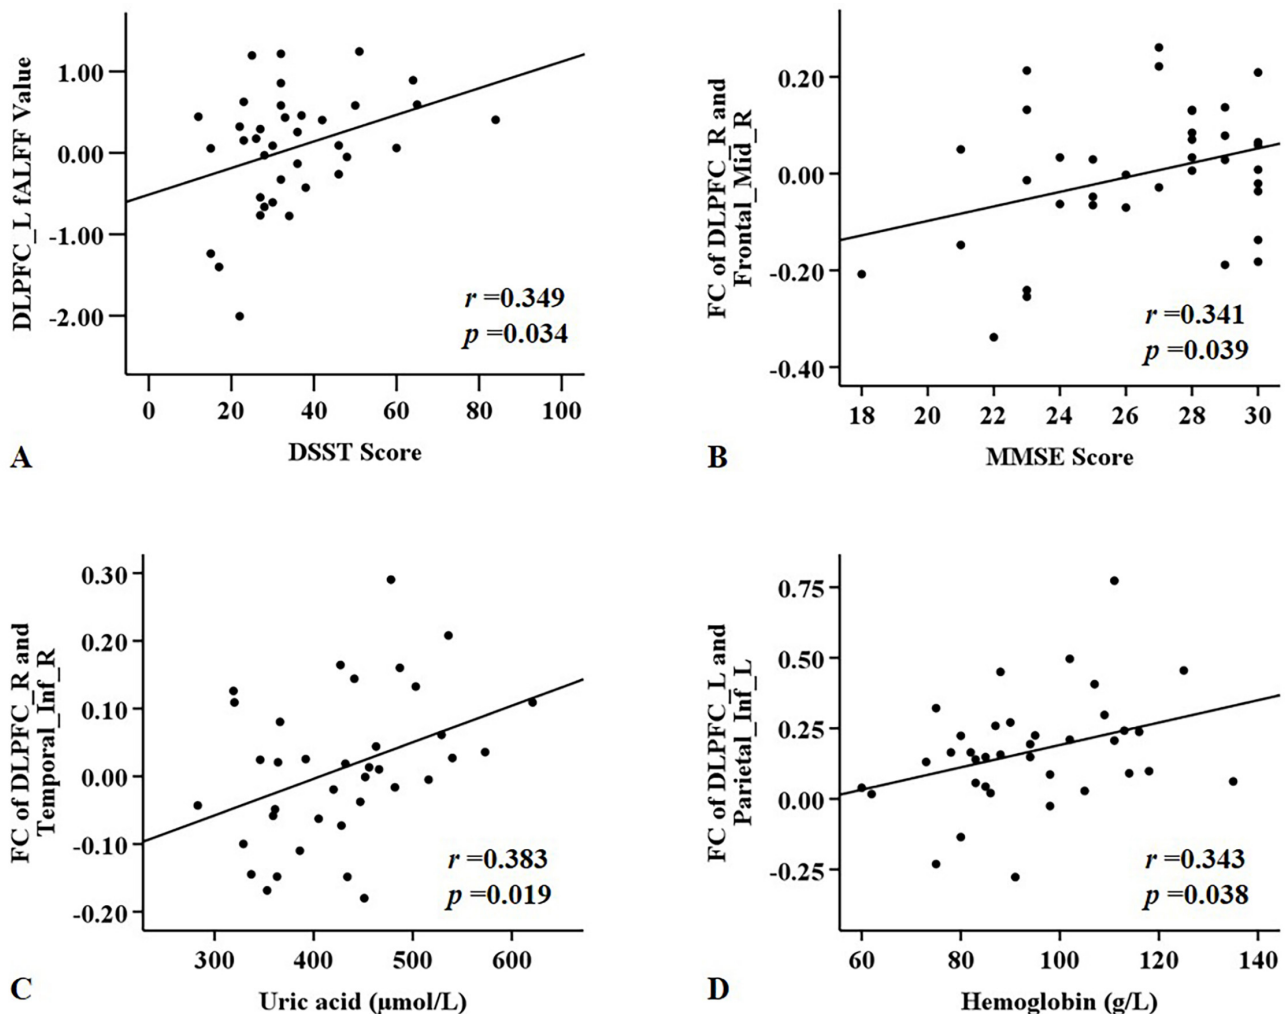 DLPFC_L fALFF Value
1.00
0.00
-1.00
-2.00
r =0.349
p =0.034
0 20 40 60 80 100
DSST Score
A
FC of DLPFC_R and
Frontal_Mid_R
0.20
0.00
-0.20
-0.40
r =0.341
p =0.039
18 20 22 24 26 28 30
MMSE Score
B
FC of DLPFC_R and
Temporal_Inf_R
0.30
0.20
0.10
0.00
-0.10
-0.20
r =0.383
p =0.019
300 400 500 600
Uric acid (μmol/L)
C
FC of DLPFC_L and
Parietal_Inf_L
0.75
0.50
0.25
0.00
-0.25
r =0.343
p =0.038
60 80 100 120 140
Hemoglobin (g/L)
D